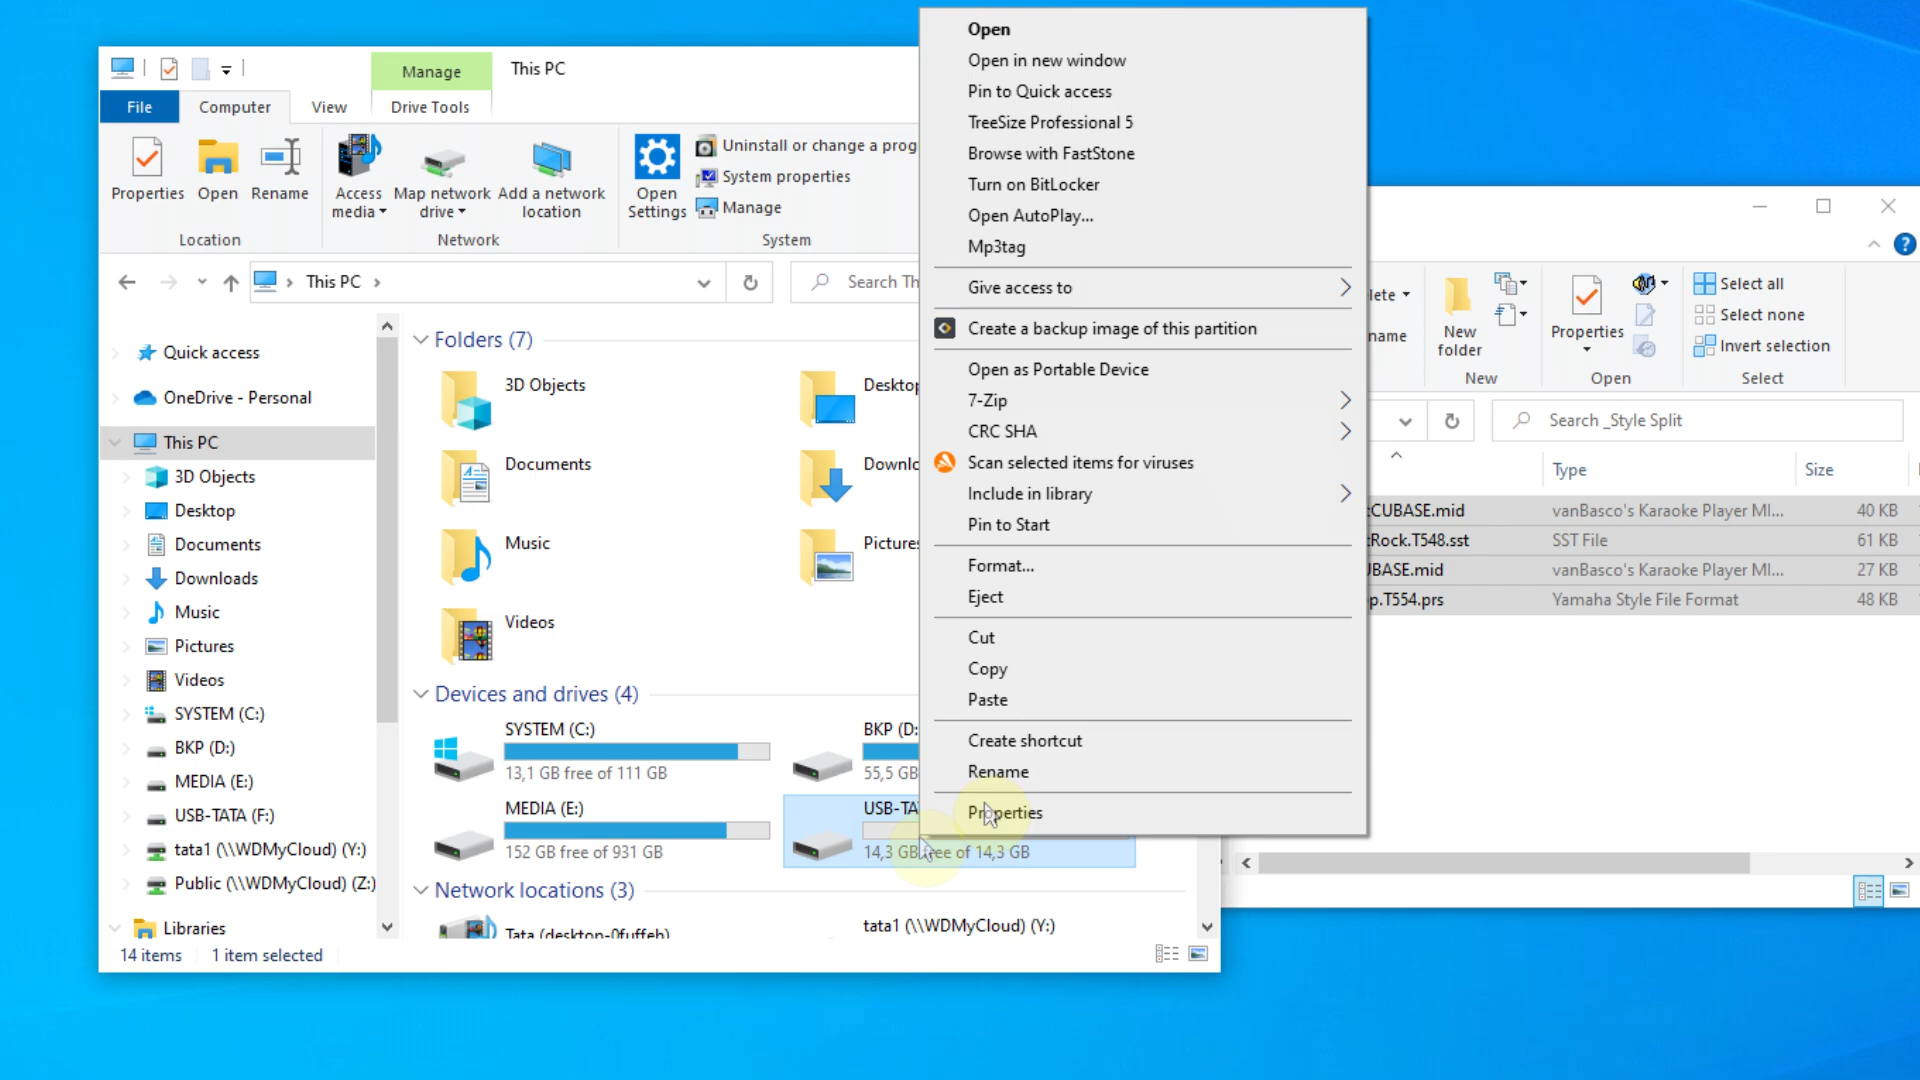 Manage
This PC
File
Computer
View
Drive Tools
Properties
Open
Rename
Access media
Map network drive
Add a network location
Open Settings
Uninstall or change a prog
System properties
Manage
Location
Network
System
This PC
Search Th
Quick access
OneDrive - Personal
This PC
3D Objects
Desktop
Documents
Downloads
Music
Pictures
Videos
SYSTEM (C:)
BKP (D:)
MEDIA (E:)
USB-TATA (F:)
tata1 (\\WDMyCloud) (Y:)
Public (\\WDMyCloud) (Z:)
Libraries
14 items
1 item selected
Folders (7)
3D Objects
Desktop
Documents
Downlo
Music
Pictures
Videos
Devices and drives (4)
SYSTEM (C:)
13,1 GB free of 111 GB
BKP (D:
55,5 GB
MEDIA (E:)
152 GB free of 931 GB
USB-TA
14,3 GB free of 14,3 GB
Network locations (3)
Tata (desktop-0fuffeh)
tata1 (\\WDMyCloud) (Y:)
Open
Open in new window
Pin to Quick access
TreeSize Professional 5
Browse with FastStone
Turn on BitLocker
Open AutoPlay...
Mp3tag
Give access to
Create a backup image of this partition
Open as Portable Device
7-Zip
CRC SHA
Scan selected items for viruses
Include in library
Pin to Start
Format...
Eject
Cut
Copy
Paste
Create shortcut
Rename
Properties
lete
name
New folder
Properties
Select all
Select none
Invert selection
New
Open
Select
Search _Style Split
Type
Size
CUBASE.mid
vanBasco's Karaoke Player MI...
40 KB
Rock.T548.sst
SST File
61 KB
BASE.mid
vanBasco's Karaoke Player MI...
27 KB
p.T554.prs
Yamaha Style File Format
48 KB